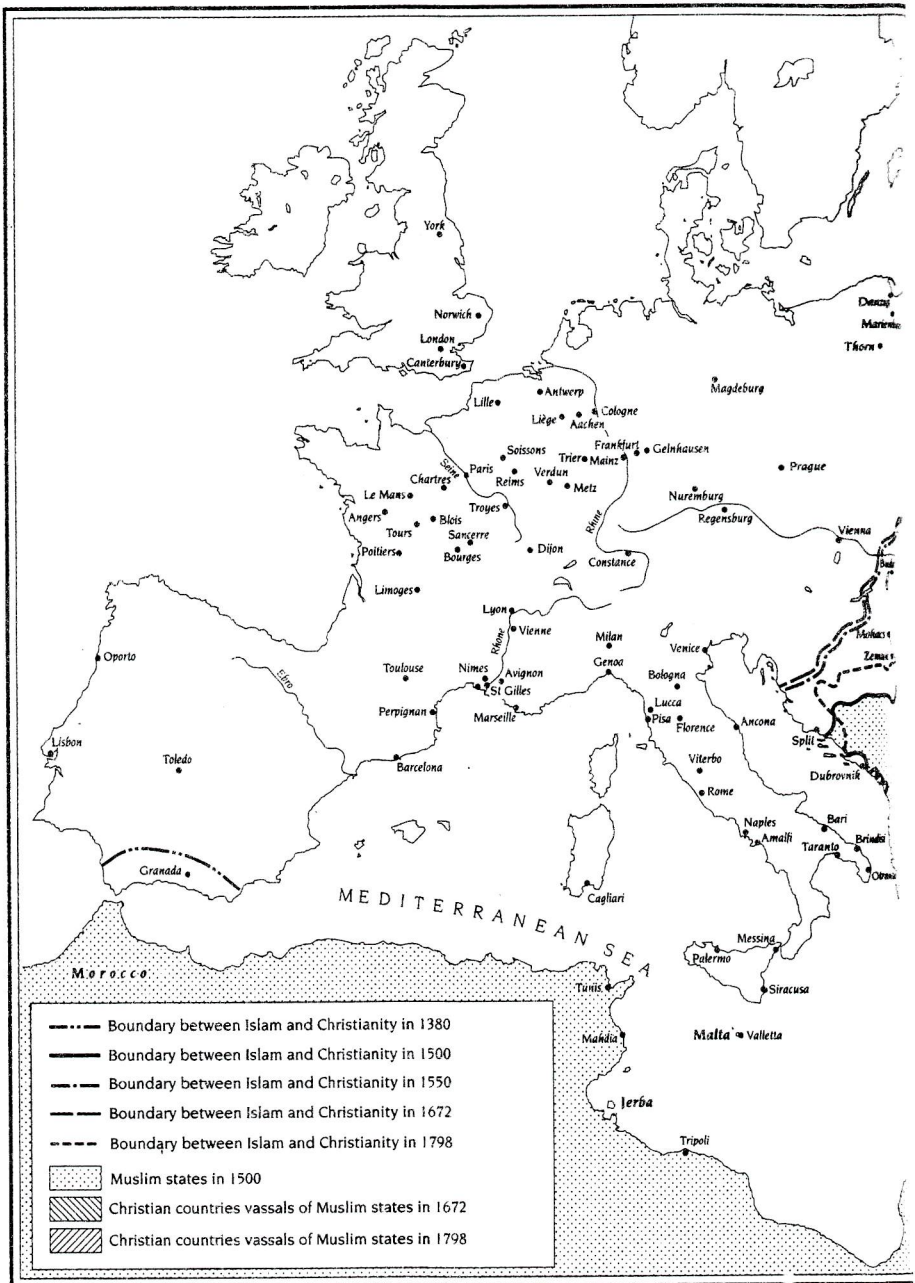 York
Norwich
London
Canterbury
Danzig
Thorn
Magdeburg
Antwerp
Lille
Cologne
Liège
Aachen
Frankfurt
Gelnhausen
Soissons
Trier
Mainz
Prague
Seine
Paris
Reims
Verdun
Metz
Chartres
Le Mans
Nuremburg
Troyes
Regensburg
Angers
Blois
Rhine
Tours
Sancerre
Vienna
Poitiers
Bourges
Dijon
Constance
Limoges
Lyon
Vienne
Milan
Mohacs
Venice
Oporto
Rhone
Genoa
Ebro
Toulouse
Nimes
Avignon
Bologna
St Gilles
Perpignan
Marseille
Lucca
Pisa
Florence
Ancona
Split
Lisbon
Toledo
Barcelona
Viterbo
Dubrovnik
Rome
Naples
Amalfi
Bari
Brindisi
Taranto
Granada
Cagliari
MEDITERRANEAN SEA
Messina
Palermo
Morocco
Tunis
Siracusa
Mahdia
Malta
Valletta
Jerba
Tripoli
Boundary between Islam and Christianity in 1380
Boundary between Islam and Christianity in 1500
Boundary between Islam and Christianity in 1550
Boundary between Islam and Christianity in 1672
Boundary between Islam and Christianity in 1798
Muslim states in 1500
Christian countries vassals of Muslim states in 1672
Christian countries vassals of Muslim states in 1798